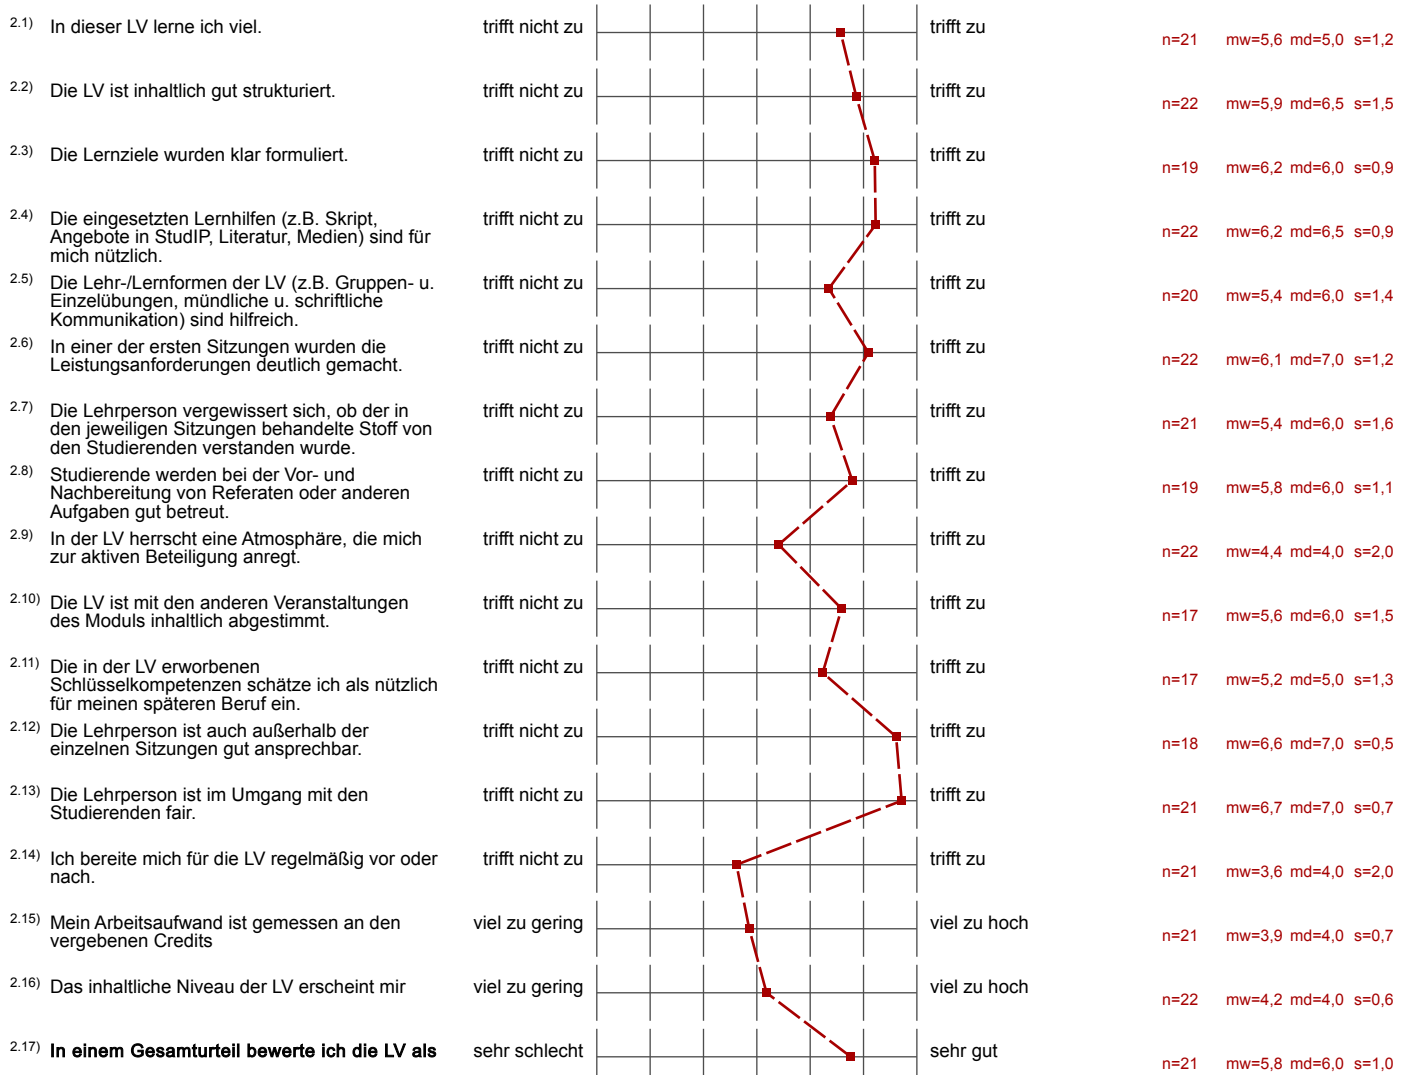 2.1) In dieser LV lerne ich viel. trifft nicht zu trifft zu n=21 mw=5,6 md=5,0 s=1,2
2.2) Die LV ist inhaltlich gut strukturiert. trifft nicht zu trifft zu n=22 mw=5,9 md=6,5 s=1,5
2.3) Die Lernziele wurden klar formuliert. trifft nicht zu trifft zu n=19 mw=6,2 md=6,0 s=0,9
2.4) Die eingesetzten Lernhilfen (z.B. Skript, trifft nicht zu trifft zu
Angebote in StudIP, Literatur, Medien) sind für n=22 mw=6,2 md=6,5 s=0,9
mich nützlich.
2.5) Die Lehr-/Lernformen der LV (z.B. Gruppen- u. trifft nicht zu trifft zu
Einzelübungen, mündliche u. schriftliche n=20 mw=5,4 md=6,0 s=1,4
Kommunikation) sind hilfreich.
2.6) In einer der ersten Sitzungen wurden die trifft nicht zu trifft zu
Leistungsanforderungen deutlich gemacht. n=22 mw=6,1 md=7,0 s=1,2
2.7) Die Lehrperson vergewissert sich, ob der in trifft nicht zu trifft zu
den jeweiligen Sitzungen behandelte Stoff von n=21 mw=5,4 md=6,0 s=1,6
den Studierenden verstanden wurde.
2.8) Studierende werden bei der Vor- und trifft nicht zu trifft zu
Nachbereitung von Referaten oder anderen n=19 mw=5,8 md=6,0 s=1,1
Aufgaben gut betreut.
2.9) In der LV herrscht eine Atmosphäre, die mich trifft nicht zu trifft zu
zur aktiven Beteiligung anregt. n=22 mw=4,4 md=4,0 s=2,0
2.10) Die LV ist mit den anderen Veranstaltungen trifft nicht zu trifft zu
des Moduls inhaltlich abgestimmt. n=17 mw=5,6 md=6,0 s=1,5
2.11) Die in der LV erworbenen trifft nicht zu trifft zu
Schlüsselkompetenzen schätze ich als nützlich n=17 mw=5,2 md=5,0 s=1,3
für meinen späteren Beruf ein.
2.12) Die Lehrperson ist auch außerhalb der trifft nicht zu trifft zu
einzelnen Sitzungen gut ansprechbar. n=18 mw=6,6 md=7,0 s=0,5
2.13) Die Lehrperson ist im Umgang mit den trifft nicht zu trifft zu
Studierenden fair. n=21 mw=6,7 md=7,0 s=0,7
2.14) Ich bereite mich für die LV regelmäßig vor oder trifft nicht zu trifft zu
nach. n=21 mw=3,6 md=4,0 s=2,0
2.15) Mein Arbeitsaufwand ist gemessen an den viel zu gering viel zu hoch
vergebenen Credits n=21 mw=3,9 md=4,0 s=0,7
2.16) Das inhaltliche Niveau der LV erscheint mir viel zu gering viel zu hoch n=22 mw=4,2 md=4,0 s=0,6
2.17) In einem Gesamturteil bewerte ich die LV als sehr schlecht sehr gut n=21 mw=5,8 md=6,0 s=1,0